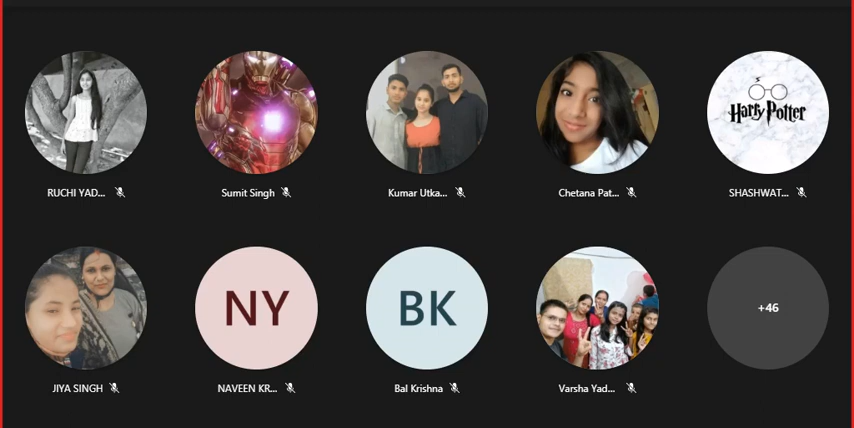 RUCHI YAD...
Sumit Singh
Kumar Utka...
Chetana Pat...
Harry Potter
SHASHWAT...
JIYA SINGH
NY
NAVEEN KR...
BK
Bal Krishna
Varsha Yad...
+46